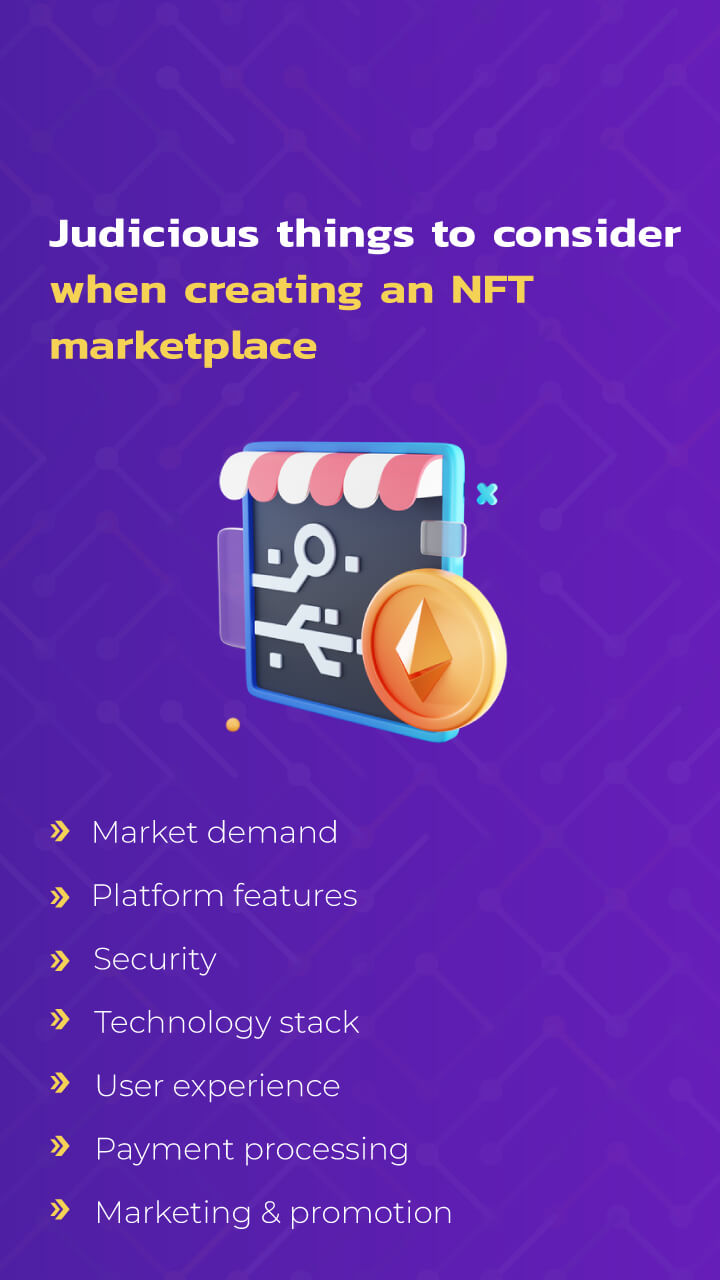 Judicious things to consider
when creating an NFT
marketplace
Market demand
Platform features
Security
Technology stack
User experience
Payment processing
Marketing & promotion